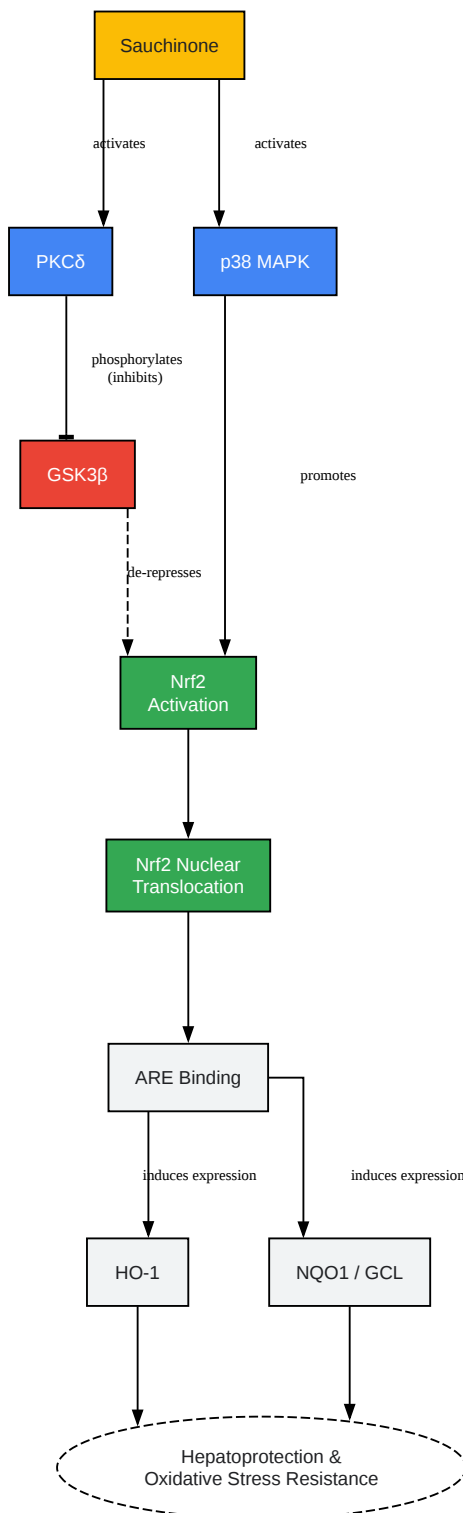 Sauchinone
activates
activates
PKCδ
p38 MAPK
phosphorylates
(inhibits)
GSK3β
promotes
de-represses
Nrf2
Activation
Nrf2 Nuclear
Translocation
ARE Binding
induces expression
induces expression
HO-1
NQO1 / GCL
Hepatoprotection &
Oxidative Stress Resistance